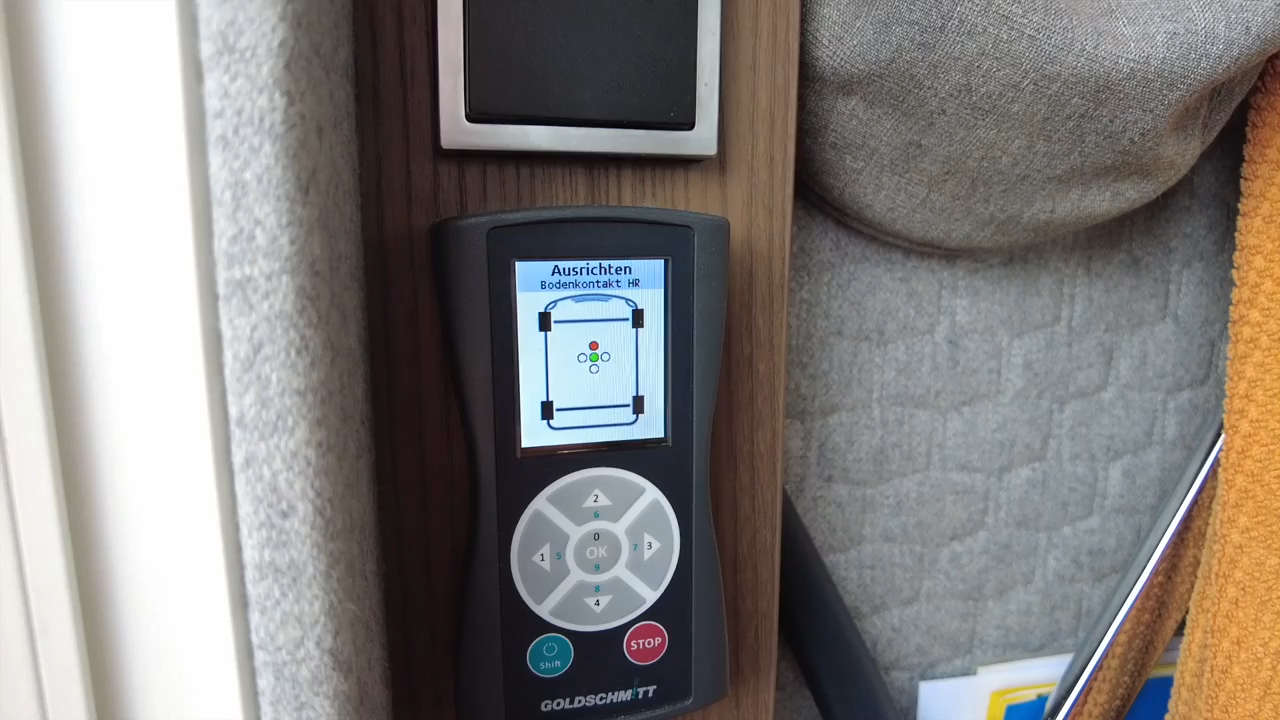 Ausrichten
Bodenkontakt HR
2
6
0
1 5 OK 7 3
9
8
4
Shift
STOP
GOLDSCHMITT